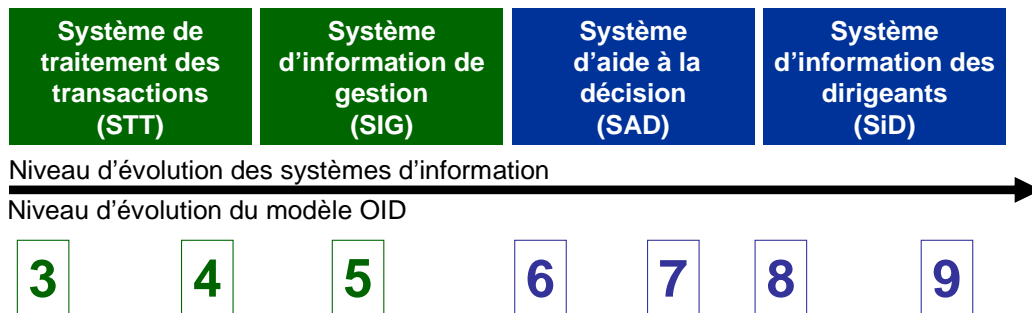 Système de
traitement des
transactions
(STT)
Système
d’information de
gestion
(SIG)
Système
d’aide à la
décision
(SAD)
Système
d’information des
dirigeants
(SiD)
Niveau d’évolution des systèmes d’information
Niveau d’évolution du modèle OID
3 4 5 6 7 8 9